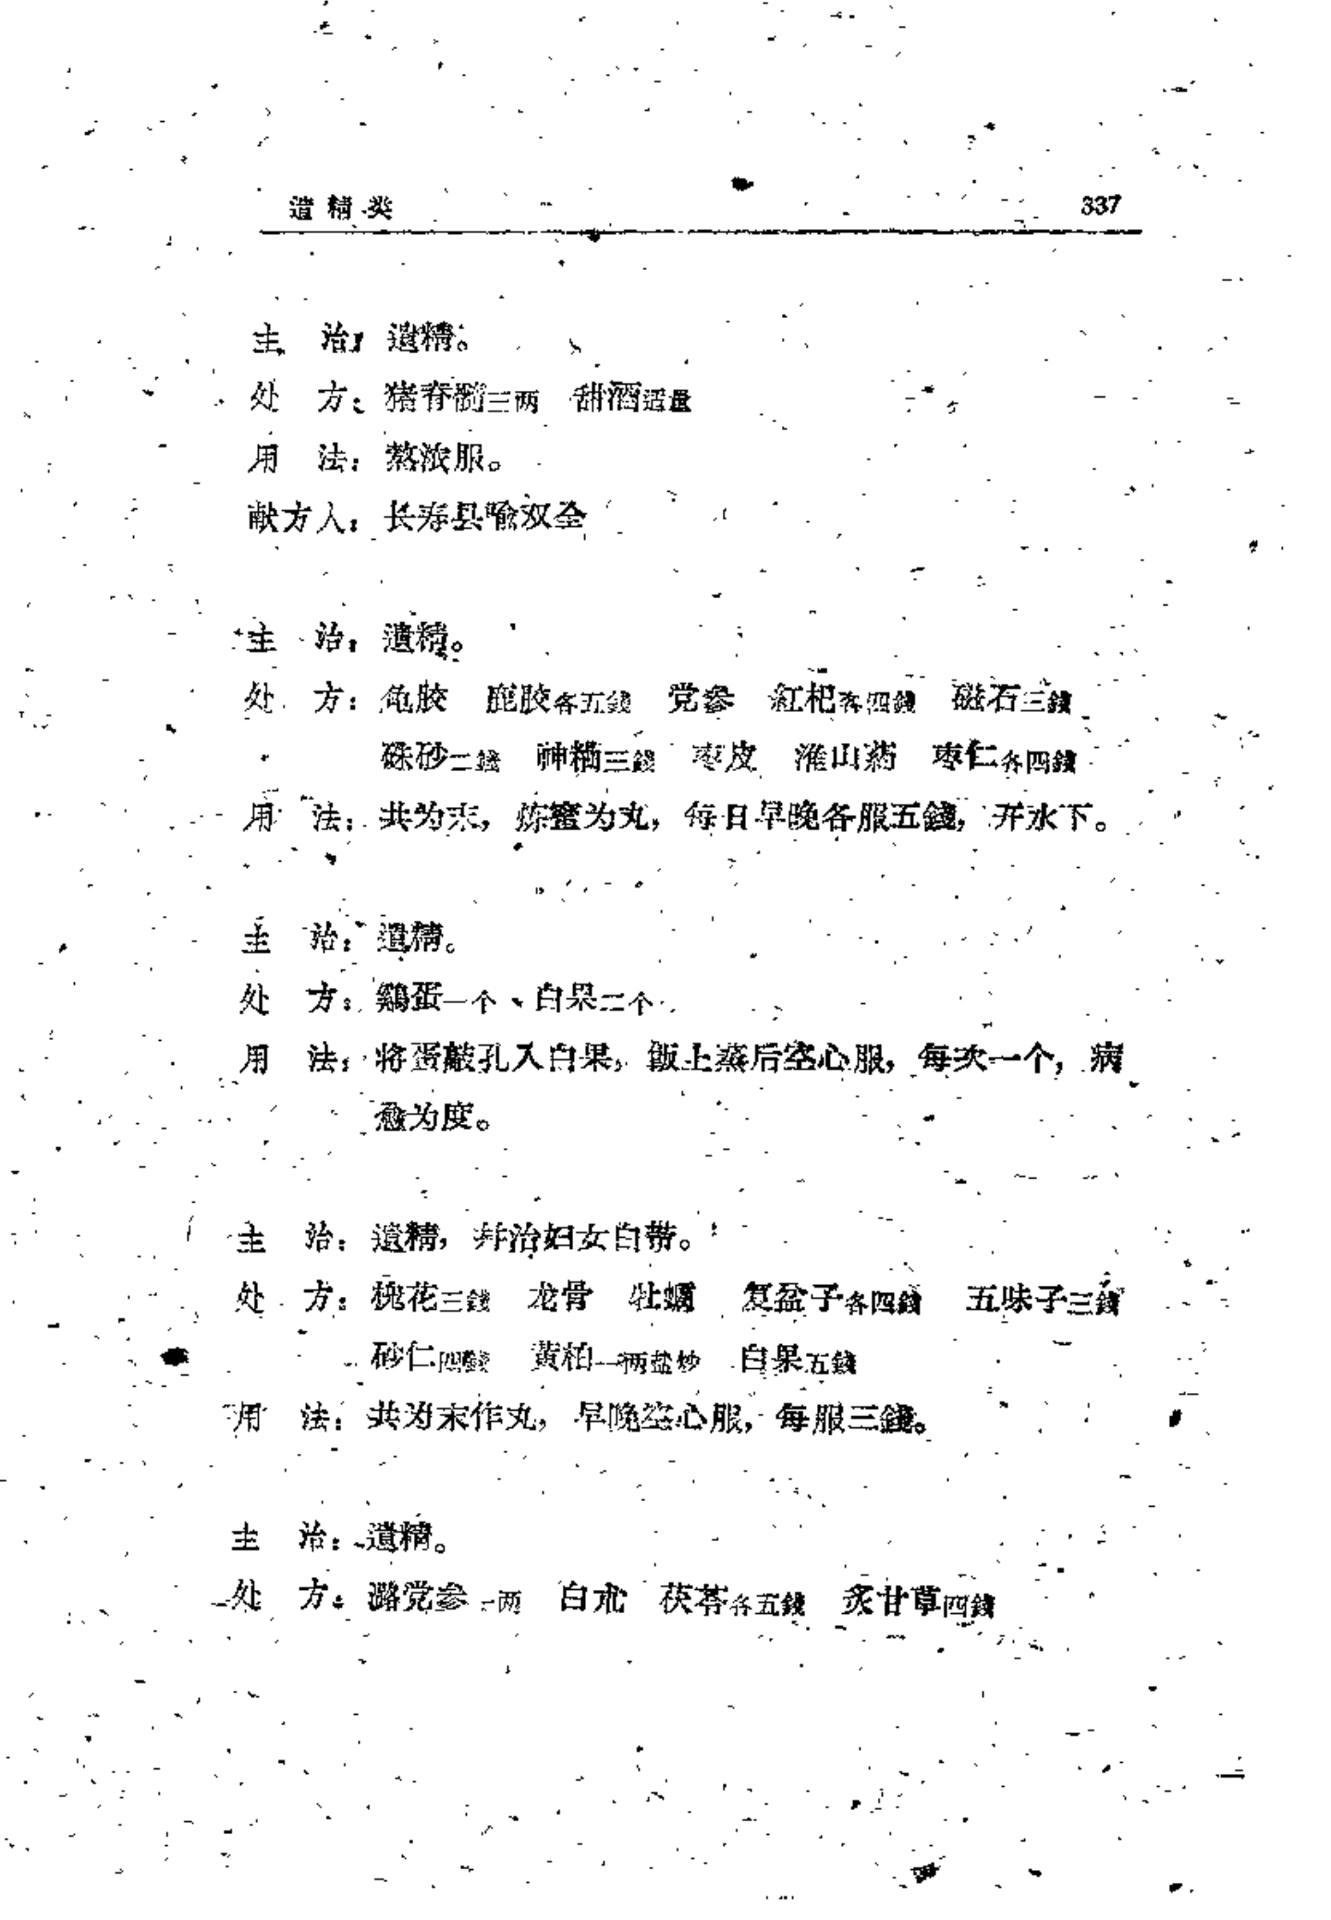 遺精类 337
主　治：遺精。
处　方：猪脊髓三两　甜酒适量
用　法：蒸浓服。
献方人：长寿县喻双全
主　治：遺精。
处　方：龟胶　鹿胶各五錢　党參　紅杞各四錢　磁石三錢
硃砂二錢　神麯三錢　枣皮　淮山葯　枣仁各四錢
用　法：共为末，炼蜜为丸，每日早晚各服五錢，开水下。
主　治：遺精。
处　方：鷄蛋一个、白果二个
用　法：将蛋敲孔入白果，飯上蒸后空心服，每次一个，病
愈为度。
主　治：遺精，幷治妇女白带。
处　方：槐花三錢　龙骨　牡蠣　复盆子各四錢　五味子三錢
砂仁四錢　黄柏一两盐炒　白果五錢
用　法：共为末作丸，早晚空心服，每服三錢。
主　治：遺精。
处　方：潞党參一两　白朮　茯苓各五錢　炙甘草四錢